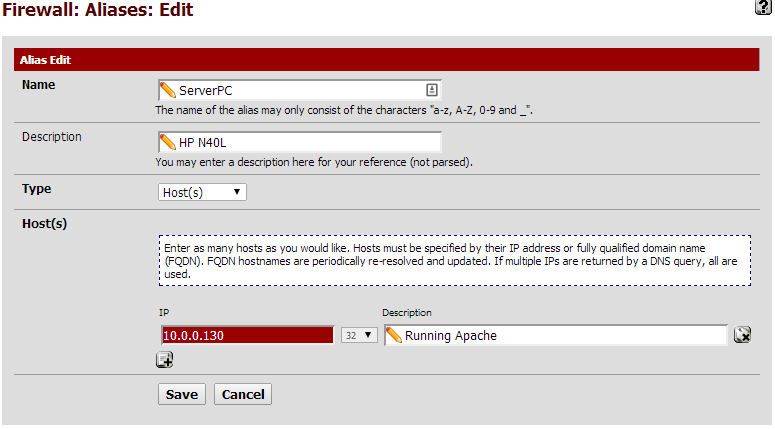 Firewall: Aliases: Edit
?
Alias Edit
Name
ServerPC
The name of the alias may only consist of the characters "a-z, A-Z, 0-9 and _".
Description
HP N40L
You may enter a description here for your reference (not parsed).
Type
Host(s)
Host(s)
Enter as many hosts as you would like. Hosts must be specified by their IP address or fully qualified domain name
(FQDN). FQDN hostnames are periodically re-resolved and updated. If multiple IPs are returned by a DNS query, all are
used.
IP Description
10.0.0.130 32 Running Apache
Save Cancel